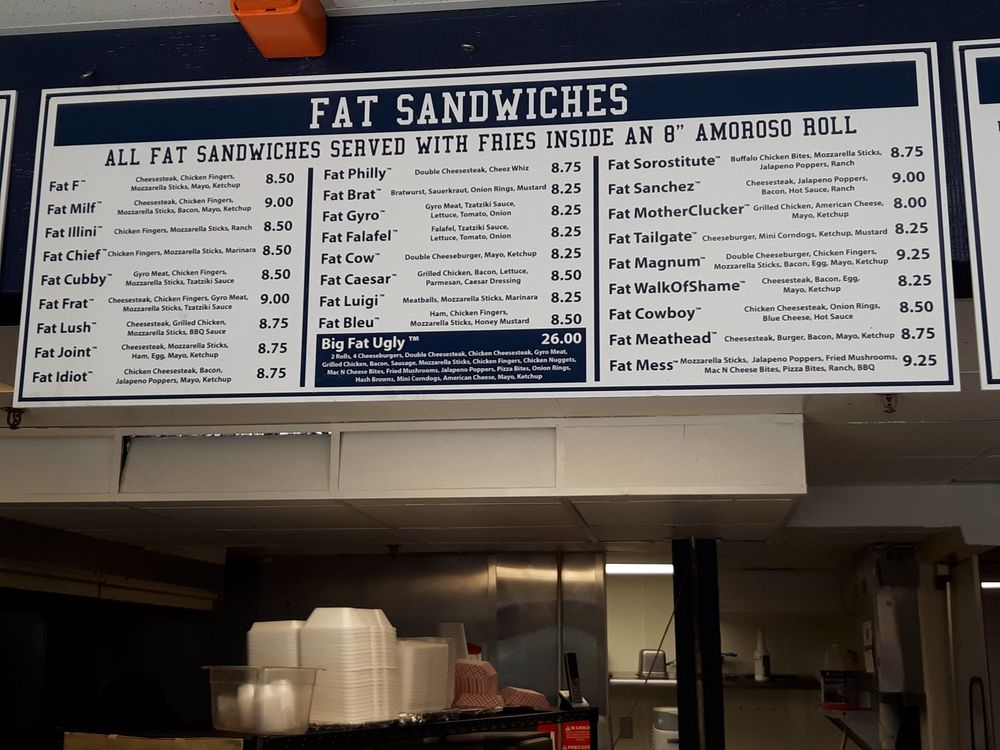 FAT SANDWICHES
ALL FAT SANDWICHES SERVED WITH FRIES INSIDE AN 8” AMOROSO ROLL
Fat F™ Cheesesteak, Chicken Fingers, 8.50
Mozzarella Sticks, Mayo, Ketchup
Fat Milf™ Cheesesteak, Chicken Fingers, 9.00
Mozzarella Sticks, Bacon, Mayo, Ketchup
Fat Illini™ Chicken Fingers, Mozzarella Sticks, Ranch 8.50
Fat Chief™ Chicken Fingers, Mozzarella Sticks, Marinara 8.50
Fat Cubby™ Gyro Meat, Chicken Fingers, 8.50
Mozzarella Sticks, Tzatziki Sauce
Fat Frat™ Cheesesteak, Chicken Fingers, Gyro Meat, 9.00
Mozzarella Sticks, Tzatziki Sauce
Fat Lush™ Cheesesteak, Grilled Chicken, 8.75
Mozzarella Sticks, BBQ Sauce
Fat Joint™ Cheesesteak, Mozzarella Sticks, 8.75
Ham, Egg, Mayo, Ketchup
Fat Idiot™ Chicken Cheesesteak, Bacon, 8.75
Jalapeno Poppers, Mayo, Ketchup
Fat Philly™ Double Cheesesteak, Cheez Whiz 8.75
Fat Brat™ Bratwurst, Sauerkraut, Onion Rings, Mustard 8.25
Fat Gyro™ Gyro Meat, Tzatziki Sauce, 8.25
Lettuce, Tomato, Onion
Fat Falafel™ Falafel, Tzatziki Sauce, 8.25
Lettuce, Tomato, Onion
Fat Cow™ Double Cheeseburger, Mayo, Ketchup 8.25
Fat Caesar™ Grilled Chicken, Bacon, Lettuce, 8.50
Parmesan, Caesar Dressing
Fat Luigi™ Meatballs, Mozzarella Sticks, Marinara 8.25
Fat Bleu™ Ham, Chicken Fingers, 8.50
Mozzarella Sticks, Honey Mustard
Big Fat Ugly™ 26.00
2 Rolls, 4 Cheeseburgers, Double Cheesesteak, Chicken Cheesesteak, Gyro Meat,
Grilled Chicken, Bacon, Sausage, Mozzarella Sticks, Chicken Fingers, Chicken Nuggets,
Mac N Cheese Bites, Fried Mushrooms, Jalapeno Poppers, Pizza Bites, Onion Rings,
Hash Browns, Mini Corndogs, American Cheese, Mayo, Ketchup
Fat Sorostitute™ Buffalo Chicken Bites, Mozzarella Sticks, 8.75
Jalapeno Poppers, Ranch
Fat Sanchez™ Cheesesteak, Jalapeno Poppers, 9.00
Bacon, Hot Sauce, Ranch
Fat MotherClucker™ Grilled Chicken, American Cheese, 8.00
Mayo, Ketchup
Fat Tailgate™ Cheeseburger, Mini Corndogs, Ketchup, Mustard 8.25
Fat Magnum™ Double Cheeseburger, Chicken Fingers, 9.25
Mozzarella Sticks, Bacon, Egg, Mayo, Ketchup
Fat WalkOfShame™ Cheesesteak, Bacon, Egg, 8.25
Mayo, Ketchup
Fat Cowboy™ Chicken Cheesesteak, Onion Rings, 8.50
Blue Cheese, Hot Sauce
Fat Meathead™ Cheesesteak, Burger, Bacon, Mayo, Ketchup 8.75
Fat Mess™ Mozzarella Sticks, Jalapeno Poppers, Fried Mushrooms, 9.25
Mac N Cheese Bites, Pizza Bites, Ranch, BBQ